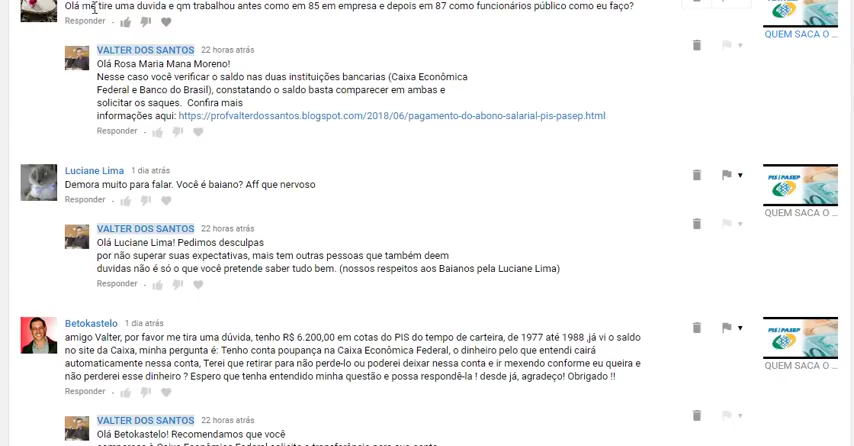 Olá me tire uma duvida e qm trabalhou antes como em 85 em empresa e depois em 87 como funcionários público como eu faço?
Responder
VALTER DOS SANTOS 22 horas atrás
Olá Rosa Maria Mana Moreno!
Nesse caso você verificar o saldo nas duas instituições bancarias (Caixa Econômica
Federal e Banco do Brasil), constatando o saldo basta comparecer em ambas e
solicitar os saques. Confira mais
informações aqui: https://profvalterdossantos.blogspot.com/2018/06/pagamento-do-abono-salarial-pis-pasep.html
Responder
QUEM SACA O ...
Luciane Lima 1 dia atrás
Demora muito para falar. Você é baiano? Aff que nervoso
Responder
PIS | PASEP
QUEM SACA O ...
VALTER DOS SANTOS 22 horas atrás
Olá Luciane Lima! Pedimos desculpas
por não superar suas expectativas, mais tem outras pessoas que também deem
duvidas não é só o que você pretende saber tudo bem. (nossos respeitos aos Baianos pela Luciane Lima)
Responder
Betokastelo 1 dia atrás
amigo Valter, por favor me tira uma dúvida, tenho R$ 6.200,00 em cotas do PIS do tempo de carteira, de 1977 até 1988 ,já vi o saldo
no site da Caixa, minha pergunta é: Tenho conta poupança na Caixa Econômica Federal, o dinheiro pelo que entendi cairá
automaticamente nessa conta, Terei que retirar para não perde-lo ou poderei deixar nessa conta e ir mexendo conforme eu queira e
não perderei esse dinheiro ? Espero que tenha entendido minha questão e possa respondê-la ! desde já, agradeço! Obrigado !!
Responder
PIS | PASEP
QUEM SACA O ...
VALTER DOS SANTOS 22 horas atrás
Olá Betokastelo! Recomendamos que você